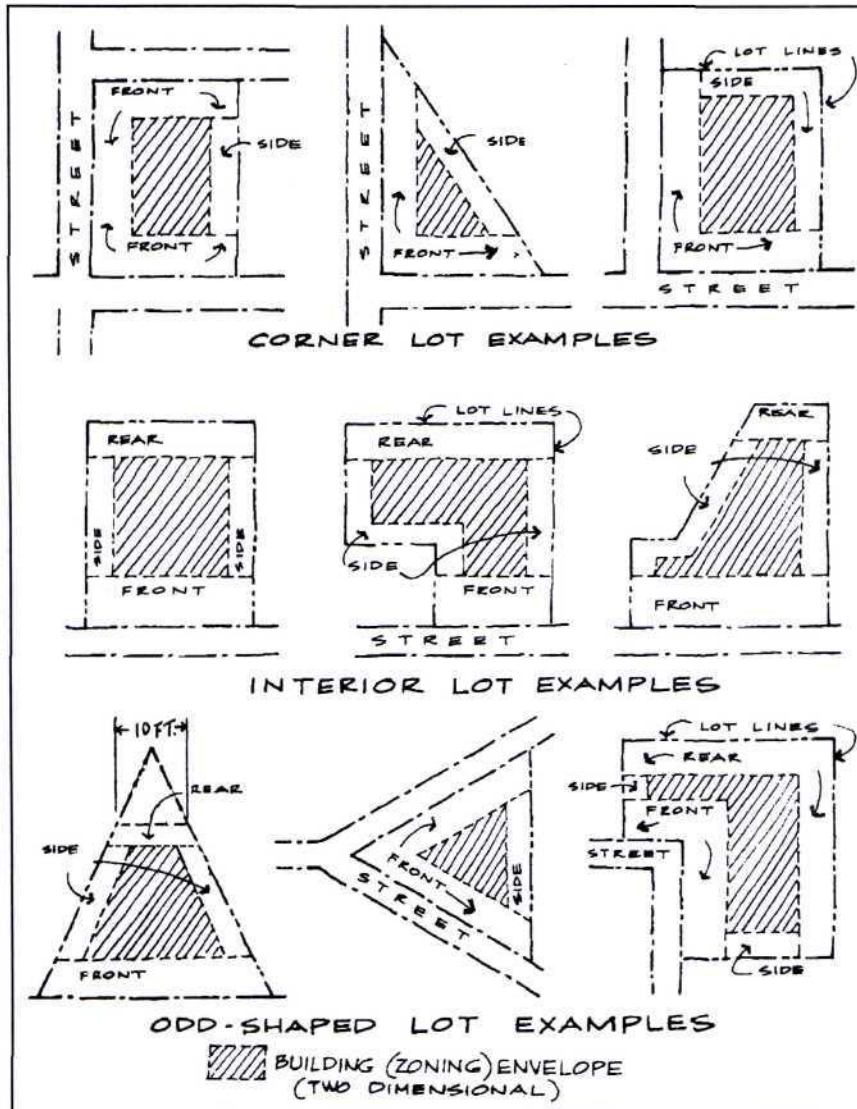 LOT LINES
FRONT
SIDE
STREET
SIDE
SIDE
STREET
FRONT
FRONT
FRONT
STREET
CORNER LOT EXAMPLES
LOT LINES
REAR
REAR
REAR
SIDE
SIDE
SIDE
SIDE
FRONT
FRONT
STREET
INTERIOR LOT EXAMPLES
10 FT.
LOT LINES
REAR
REAR
SIDE
FRONT
SIDE
STREET
FRONT
SIDE
STREET
FRONT
SIDE
ODD-SHAPED LOT EXAMPLES
BUILDING (ZONING) ENVELOPE
(TWO DIMENSIONAL)